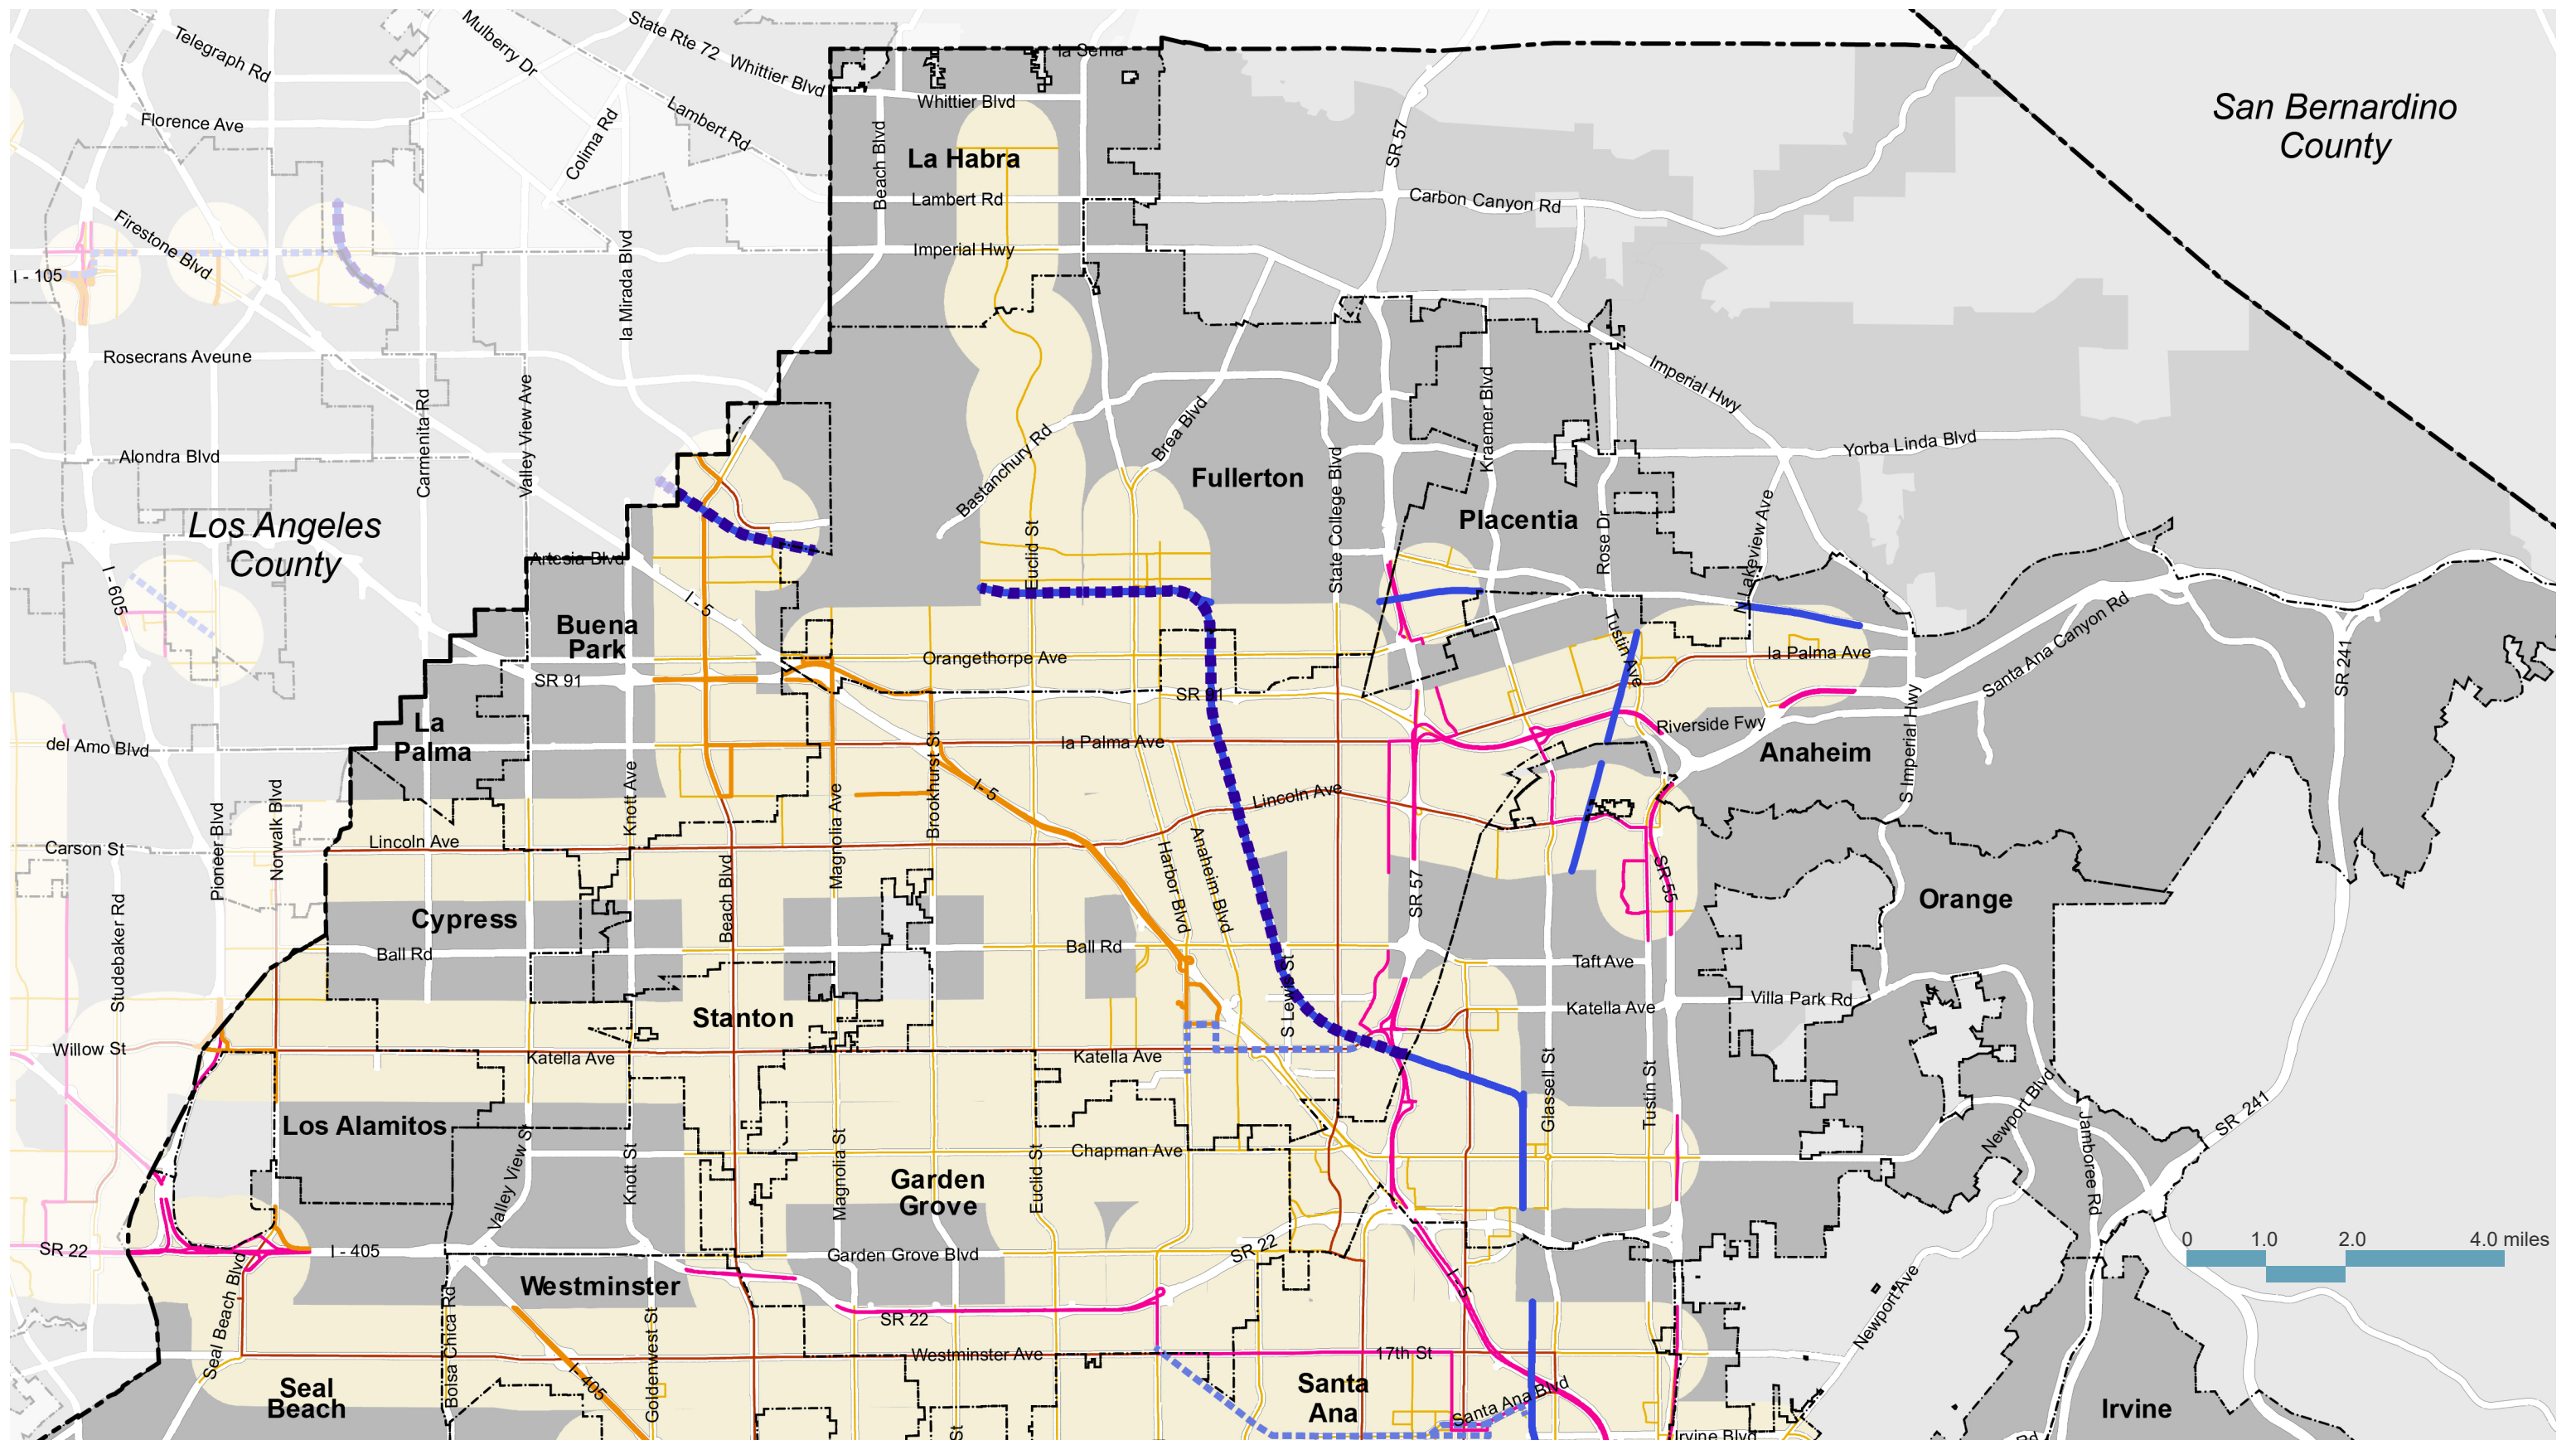 Telegraph Rd
Mulberry Dr
State Rte 72
Whittier Blvd
la Serna
Florence Ave
Colima Rd
Lambert Rd
Beach Blvd
Whittier Blvd
La Habra
Lambert Rd
Imperial Hwy
SR 57
Carbon Canyon Rd
San Bernardino
County
Firestone Blvd
I - 105
la Mirada Blvd
Rosecrans Aveune
Carmenita Rd
Valley View Ave
Alondra Blvd
Los Angeles
County
I - 605
Artesia Blvd
I - 5
Bastanchury Rd
Brea Blvd
Euclid St
Fullerton
State College Blvd
Kraemer Blvd
Placentia
Rose Dr
Imperial Hwy
Yorba Linda Blvd
N Lakeview Ave
Buena
Park
Orangethorpe Ave
SR 91
SR 91
Tustin Ave
la Palma Ave
Santa Ana Canyon Rd
SR 241
La
Palma
del Amo Blvd
la Palma Ave
Riverside Fwy
Anaheim
S Imperial Hwy
Pioneer Blvd
Norwalk Blvd
Knott Ave
Magnolia Ave
Brookhurst St
I - 5
Lincoln Ave
Carson St
Lincoln Ave
Beach Blvd
Harbor Blvd
Anaheim Blvd
SR 57
SR 55
Orange
Studebaker Rd
Cypress
Ball Rd
Ball Rd
Taft Ave
S Lewis St
Katella Ave
Villa Park Rd
Stanton
Willow St
Katella Ave
Katella Ave
Los Alamitos
Valley View St
Knott St
Magnolia St
Euclid St
Chapman Ave
Glassell St
Tustin St
Newport Blvd
Jamboree Rd
SR 241
Garden
Grove
SR 22
I - 405
Garden Grove Blvd
SR 22
I - 5
0
1.0
2.0
4.0 miles
Seal Beach Blvd
Westminster
Bolsa Chica Rd
Goldenwest St
SR 22
Newport Ave
I - 405
Westminster Ave
17th St
Seal
Beach
Santa
Ana
Santa Ana Blvd
Irvine
St
Irvine Blvd
Rd